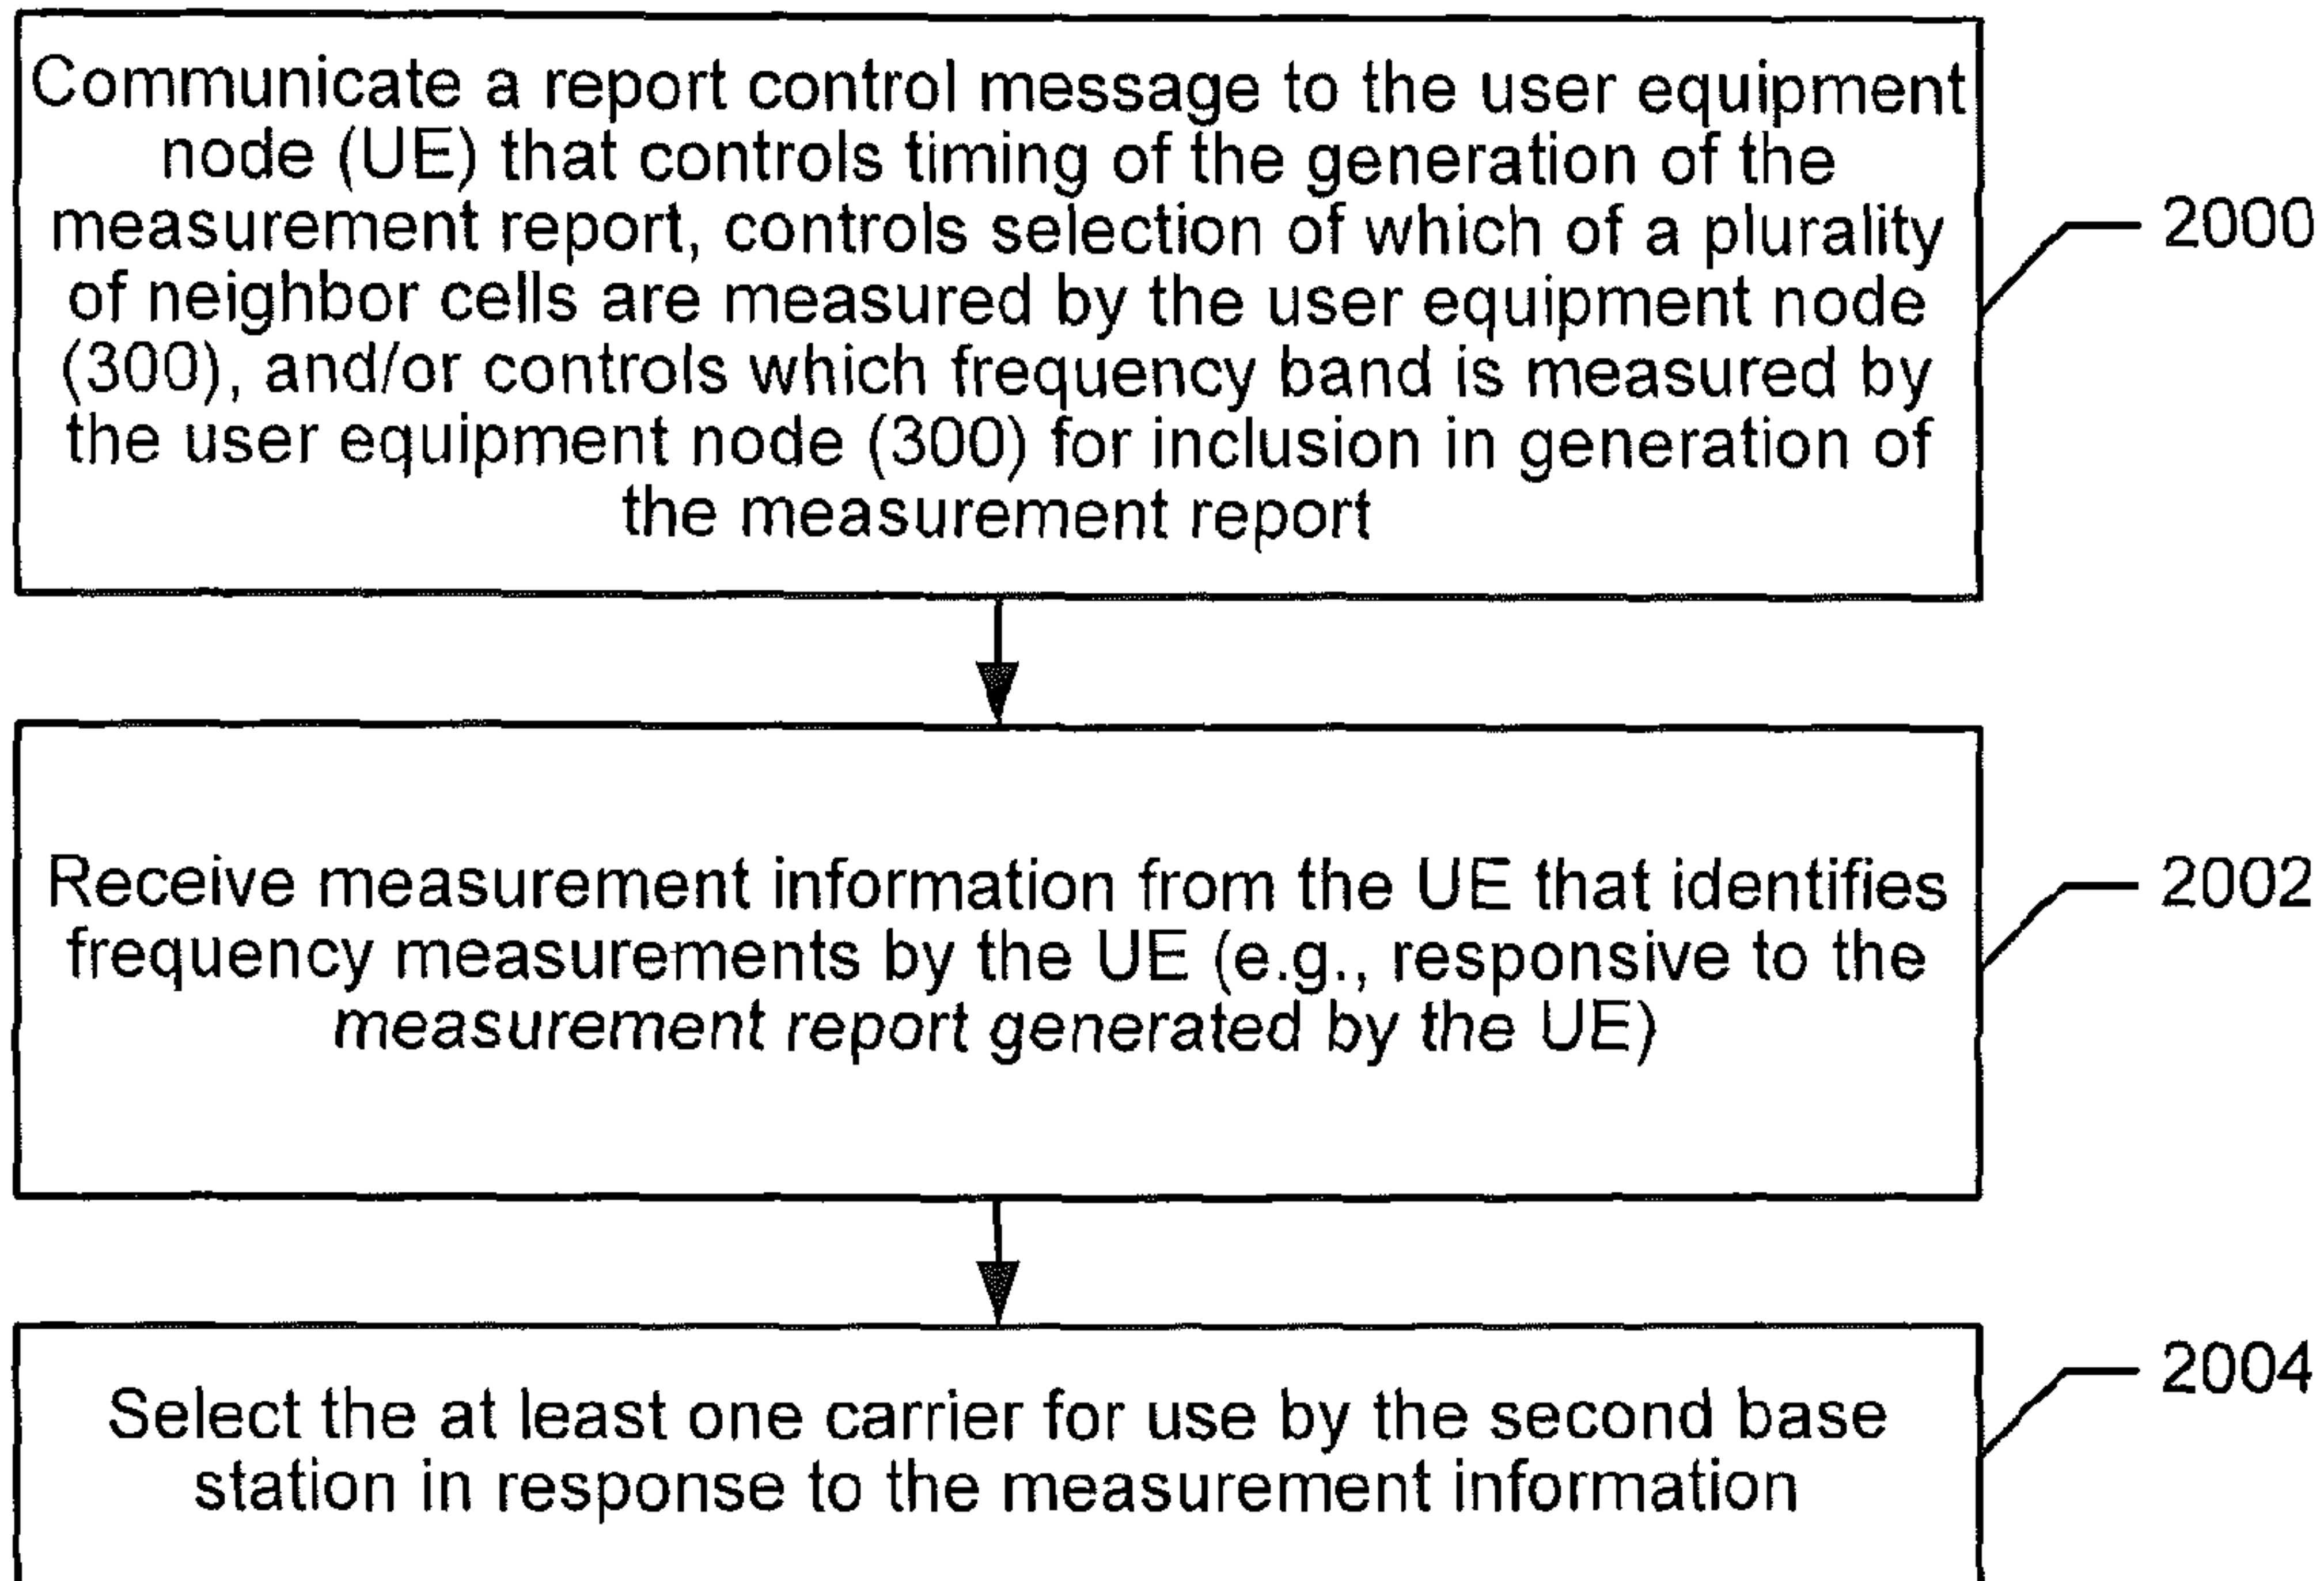 Communicate a report control message to the user equipment
node (UE) that controls timing of the generation of the
measurement report, controls selection of which of a plurality
of neighbor cells are measured by the user equipment node
(300), and/or controls which frequency band is measured by
the user equipment node (300) for inclusion in generation of
the measurement report
2000
Receive measurement information from the UE that identifies
frequency measurements by the UE (e.g., responsive to the
measurement report generated by the UE)
2002
Select the at least one carrier for use by the second base
station in response to the measurement information
2004